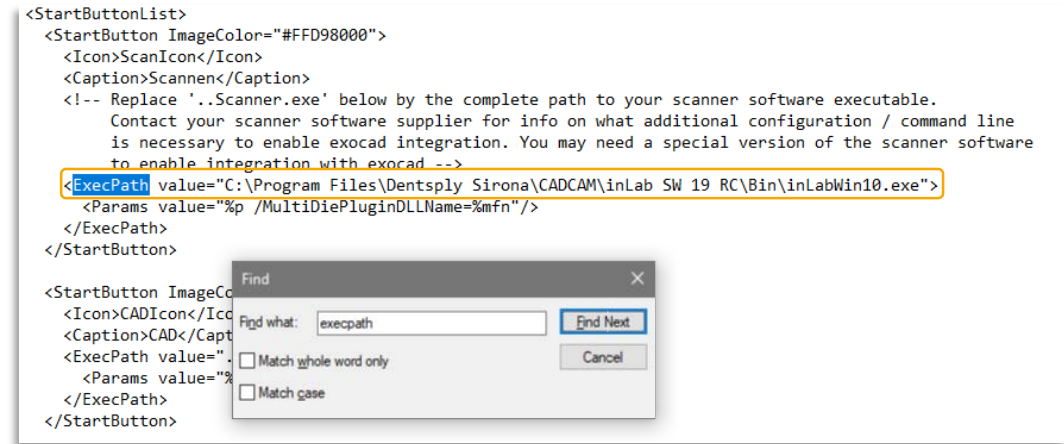 <StartButtonList>
<StartButton ImageColor="#FFD98000">
<Icon>ScanIcon</Icon>
<Caption>Scannen</Caption>
<!-- Replace '..Scanner.exe' below by the complete path to your scanner software executable.
Contact your scanner software supplier for info on what additional configuration / command line
is necessary to enable exocad integration. You may need a special version of the scanner software
to enable integration with exocad -->
<ExecPath value="C:\Program Files\Dentsply Sirona\CADCAM\inLab SW 19 RC\Bin\inLabWin10.exe">
<Params value="%p /MultiDiePluginDLLName=%mfn"/>
</ExecPath>
</StartButton>
<StartButton ImageCo
<Icon>CADIcon</Ico
<Caption>CAD</Capt
<ExecPath value=".
<Params value="%
</ExecPath>
</StartButton>
Find
Find what: execpath
Find Next
Match whole word only
Cancel
Match case